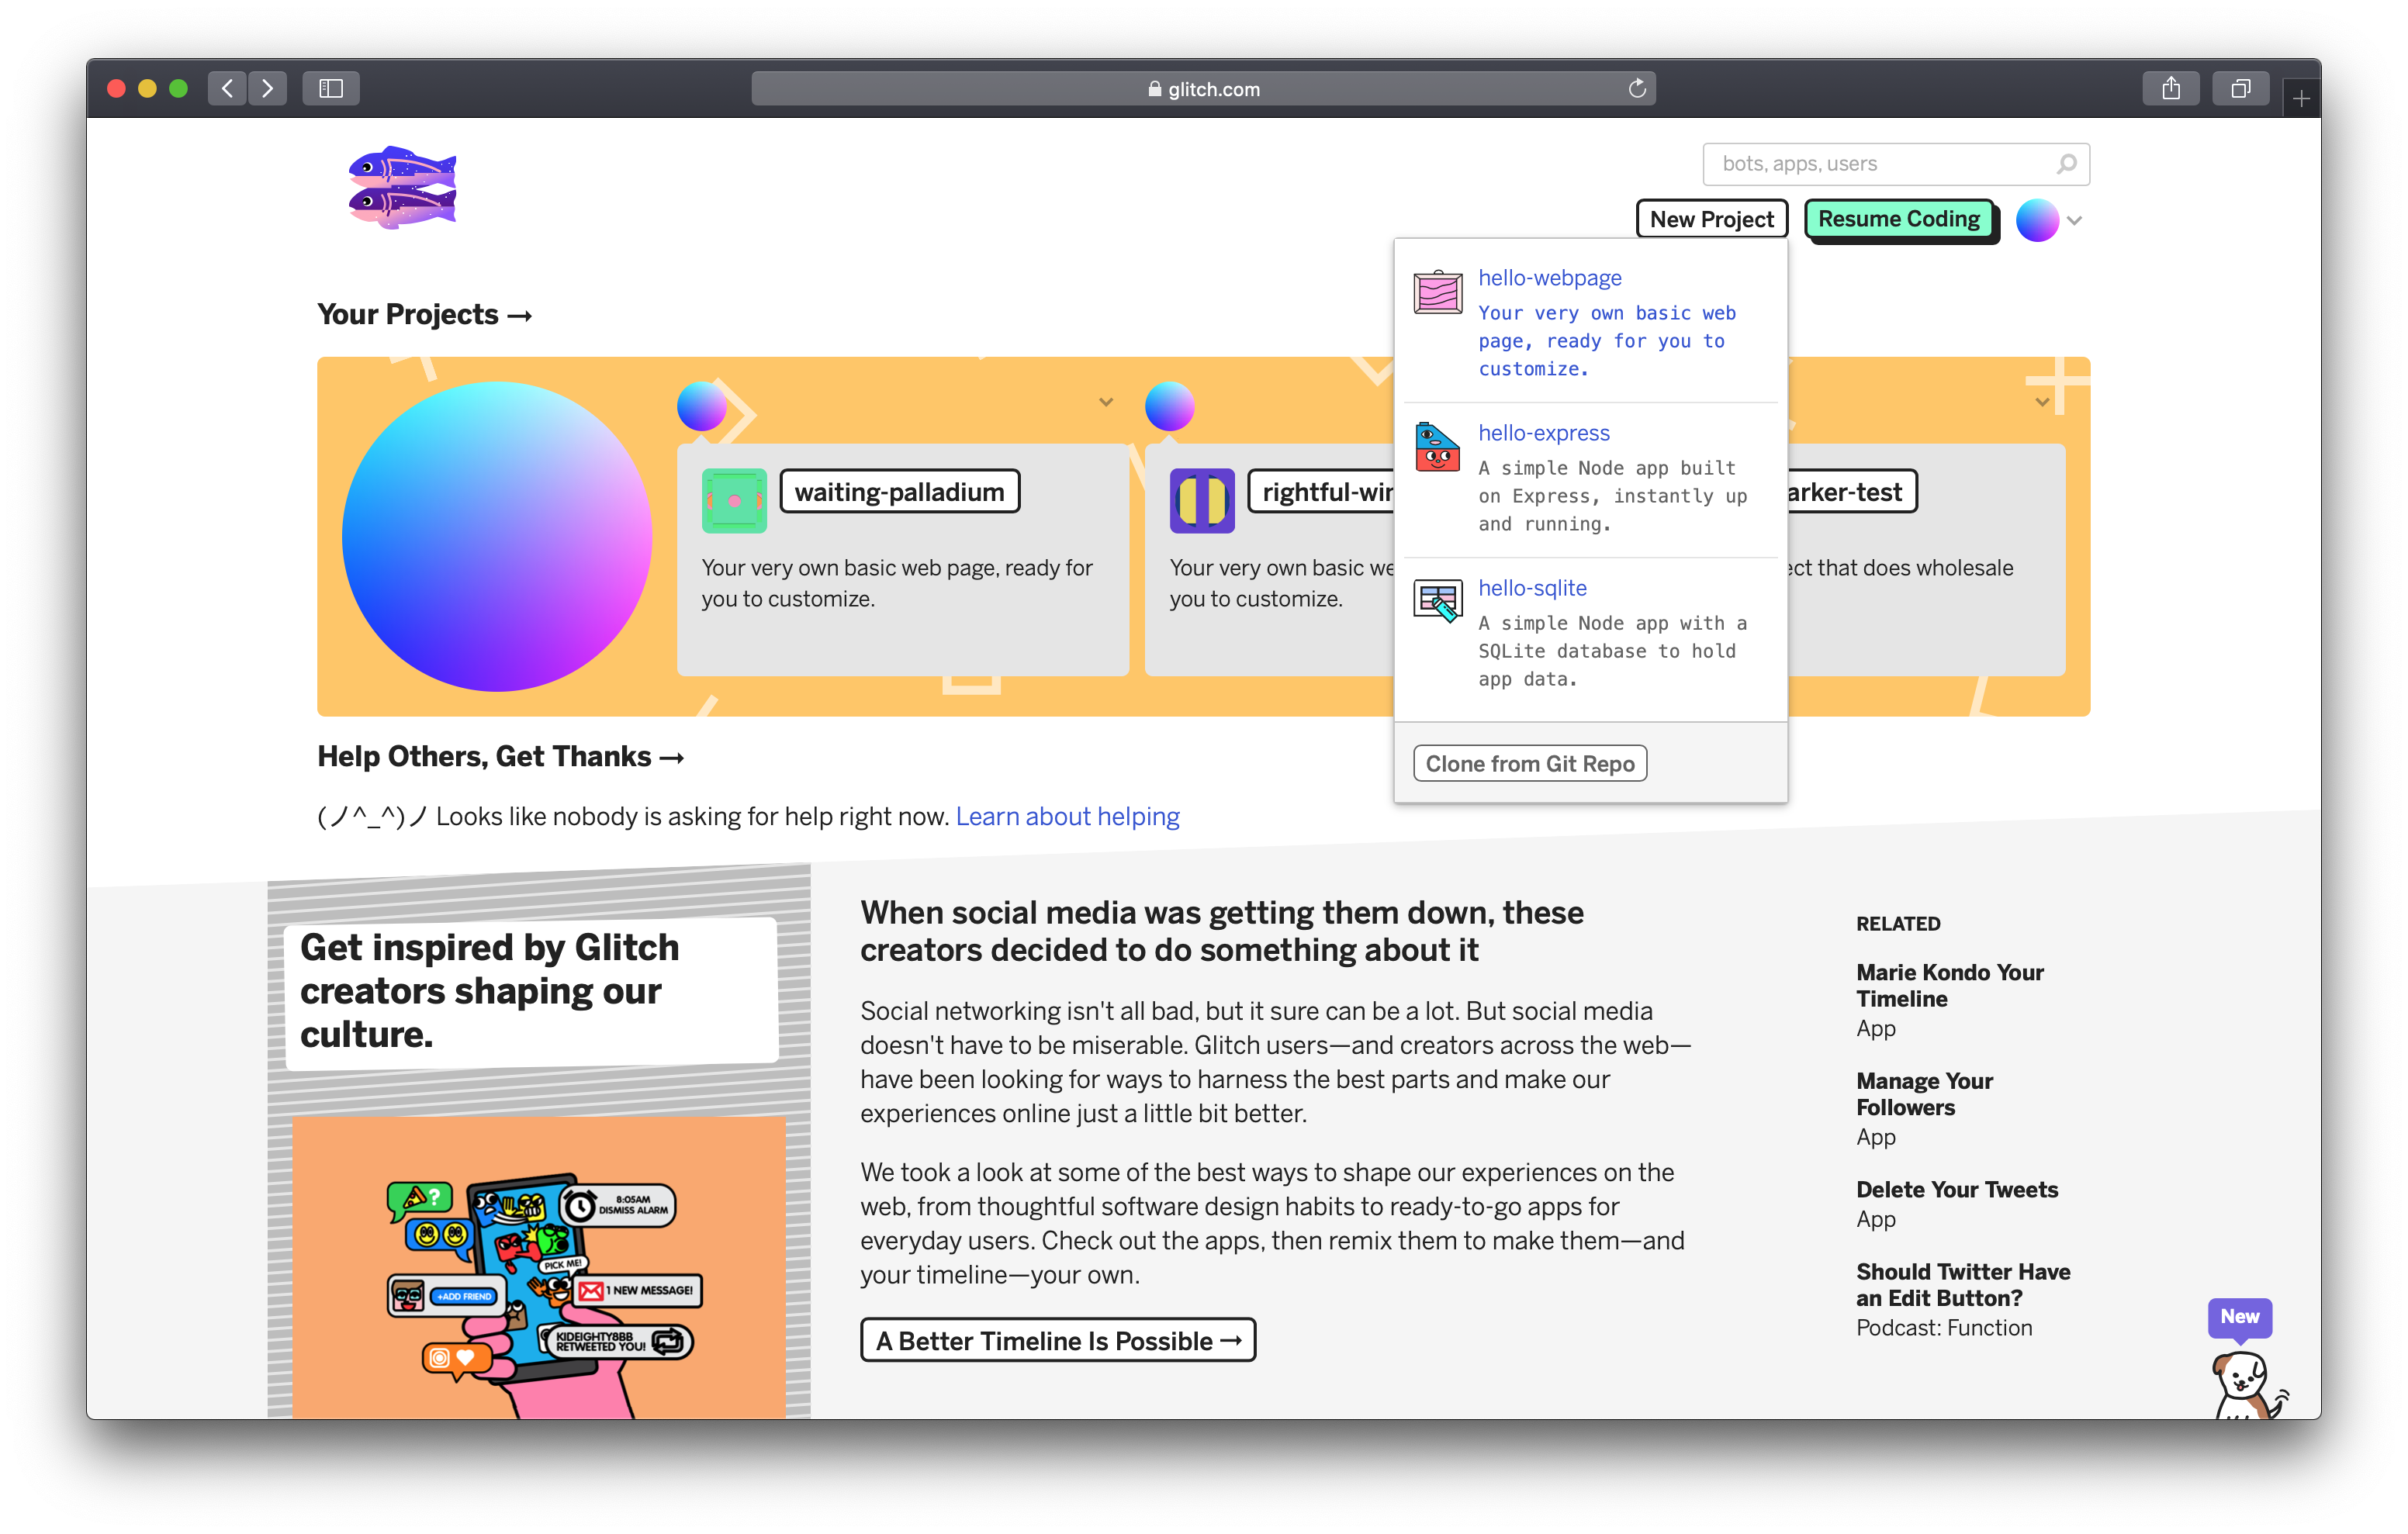 glitch.com
bots, apps, users
New Project
Resume Coding
hello-webpage
Your very own basic web
page, ready for you to
customize.
hello-express
A simple Node app built
on Express, instantly up
and running.
hello-sqlite
A simple Node app with a
SQLite database to hold
app data.
Clone from Git Repo
Your Projects →
waiting-palladium
Your very own basic web page, ready for
you to customize.
rightful-wi
Your very own basic we
you to customize.
arker-test
ect that does wholesale
Help Others, Get Thanks →
(ノ^_^)ノ Looks like nobody is asking for help right now. Learn about helping
Get inspired by Glitch
creators shaping our
culture.
?
8:05AM
DISMISS ALARM
PICK ME!
+ADD FRIEND
1 NEW MESSAGE!
KIDEIGHTY8BB
RETWEETED YOU!
When social media was getting them down, these
creators decided to do something about it
Social networking isn't all bad, but it sure can be a lot. But social media
doesn't have to be miserable. Glitch users—and creators across the web—
have been looking for ways to harness the best parts and make our
experiences online just a little bit better.
We took a look at some of the best ways to shape our experiences on the
web, from thoughtful software design habits to ready-to-go apps for
everyday users. Check out the apps, then remix them to make them—and
your timeline—your own.
A Better Timeline Is Possible →
RELATED
Marie Kondo Your
Timeline
App
Manage Your
Followers
App
Delete Your Tweets
App
Should Twitter Have
an Edit Button?
Podcast: Function
New